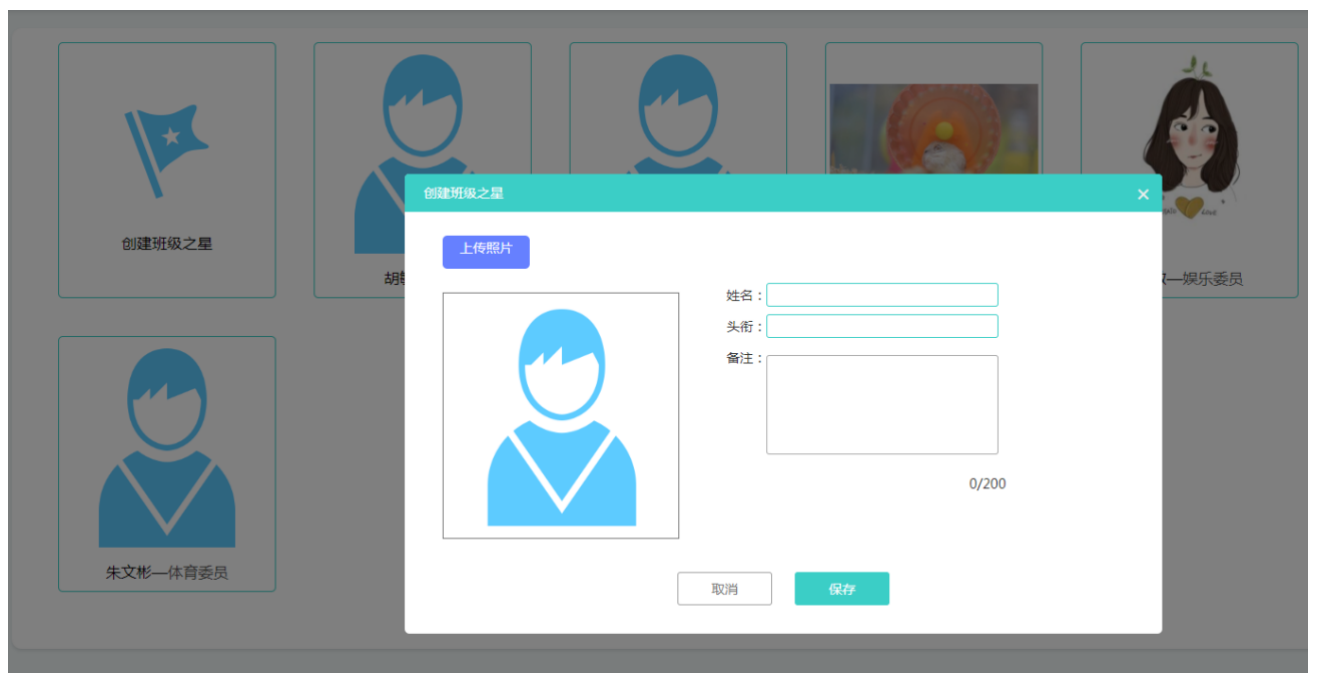 创建班级之星
创建班级之星
×
上传照片
姓名：
头衔：
备注：
0/200
取消
保存
胡
—娱乐委员
朱文彬—体育委员